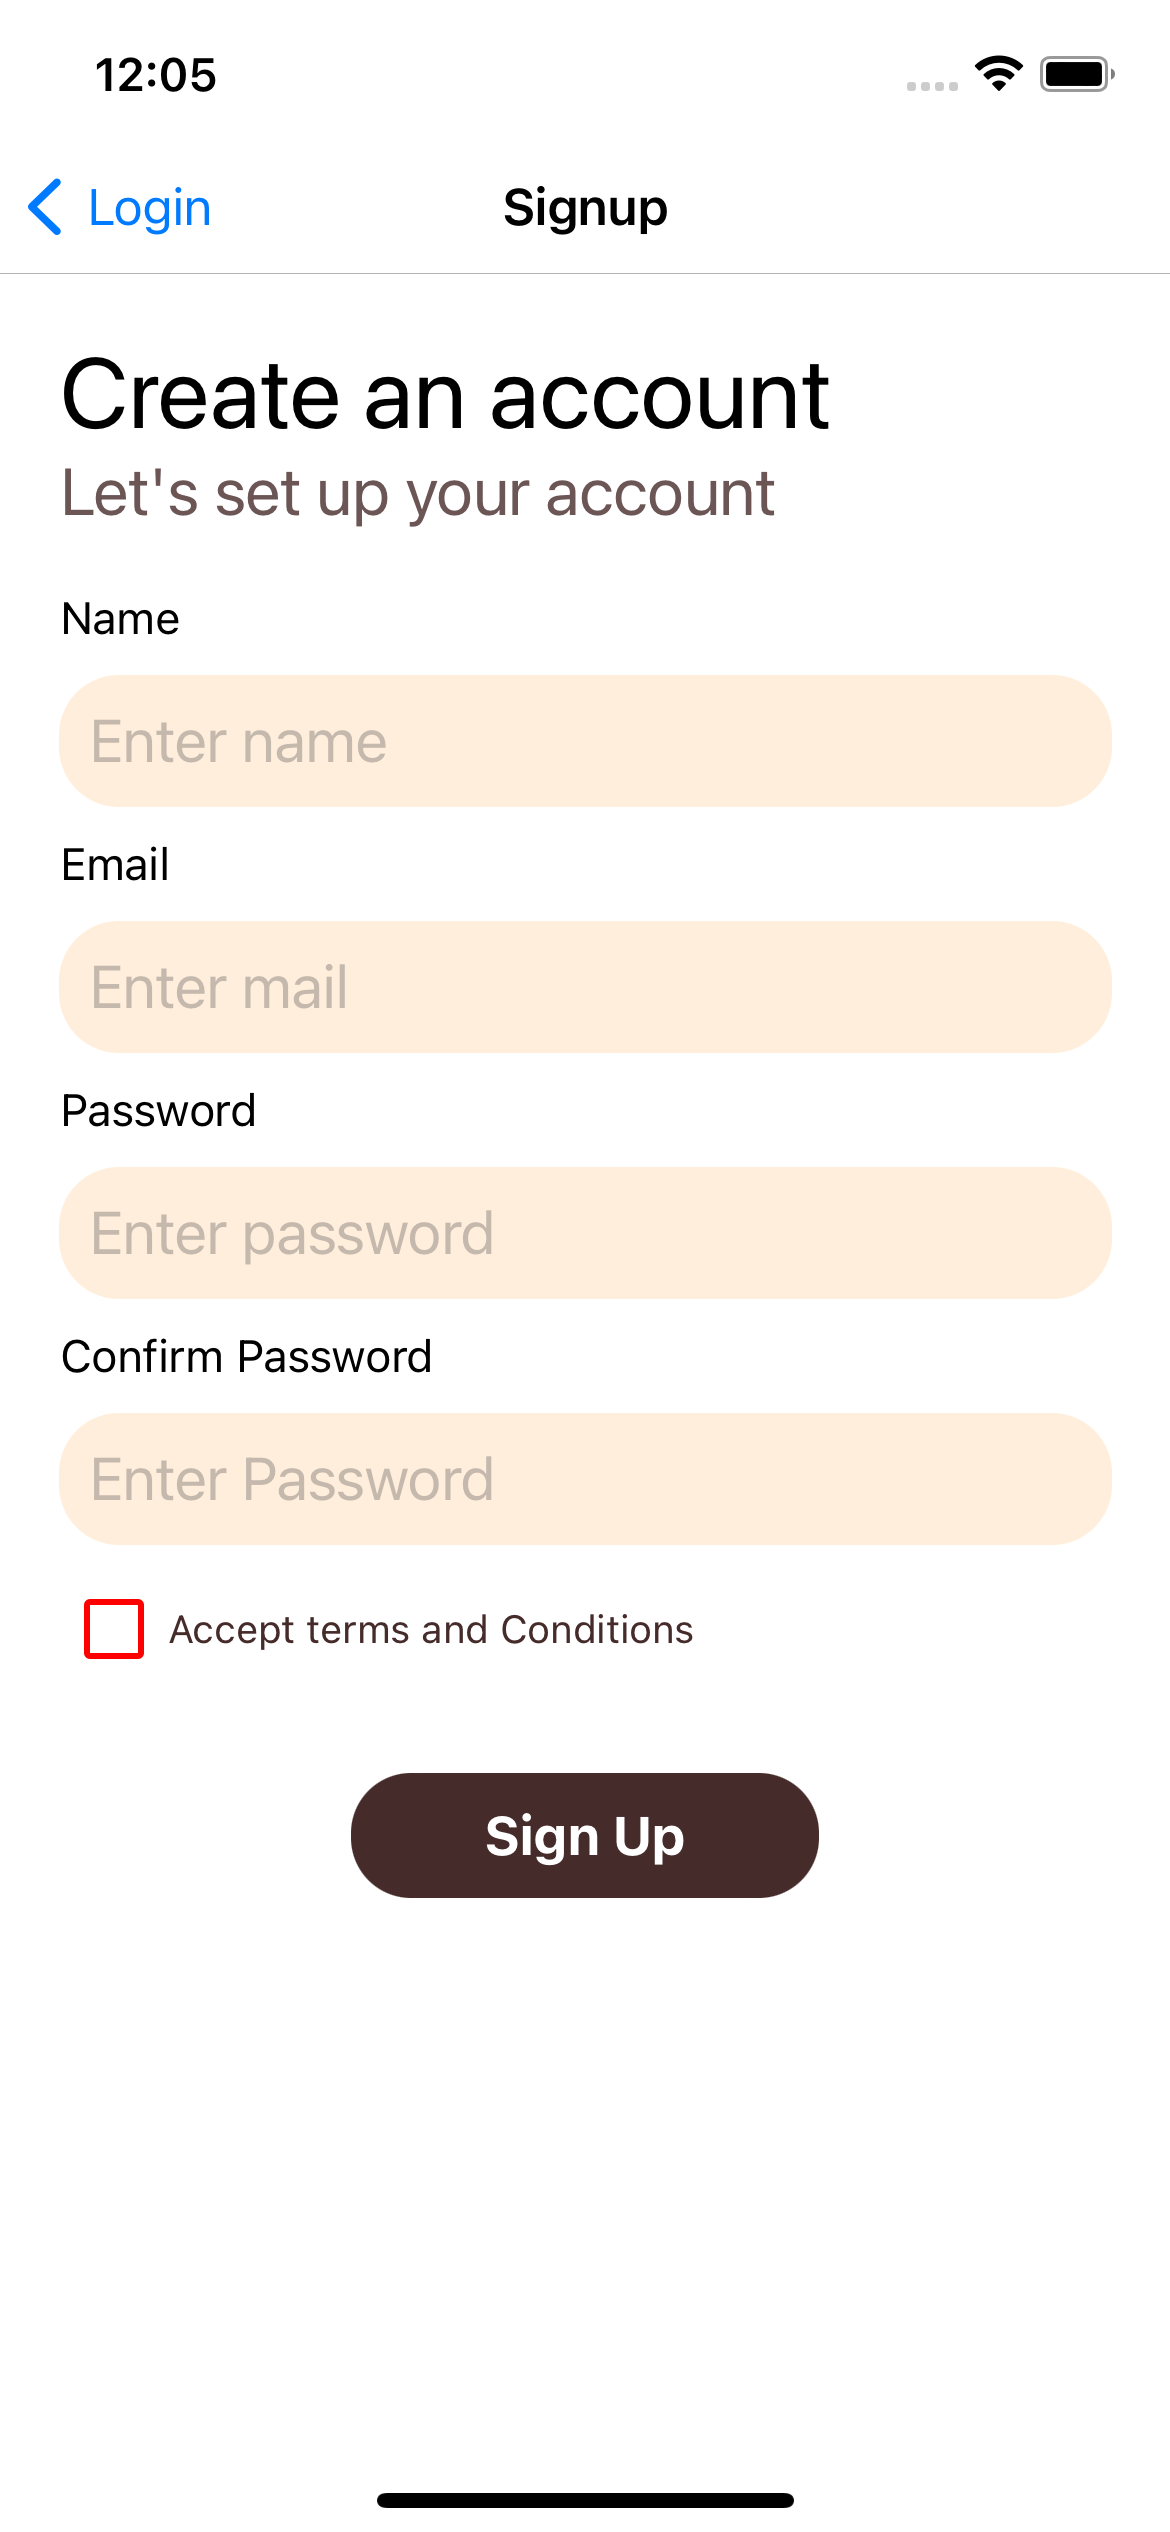 12:05
Login
Signup
Create an account
Let's set up your account
Name
Enter name
Email
Enter mail
Password
Enter password
Confirm Password
Enter Password
Accept terms and Conditions
Sign Up